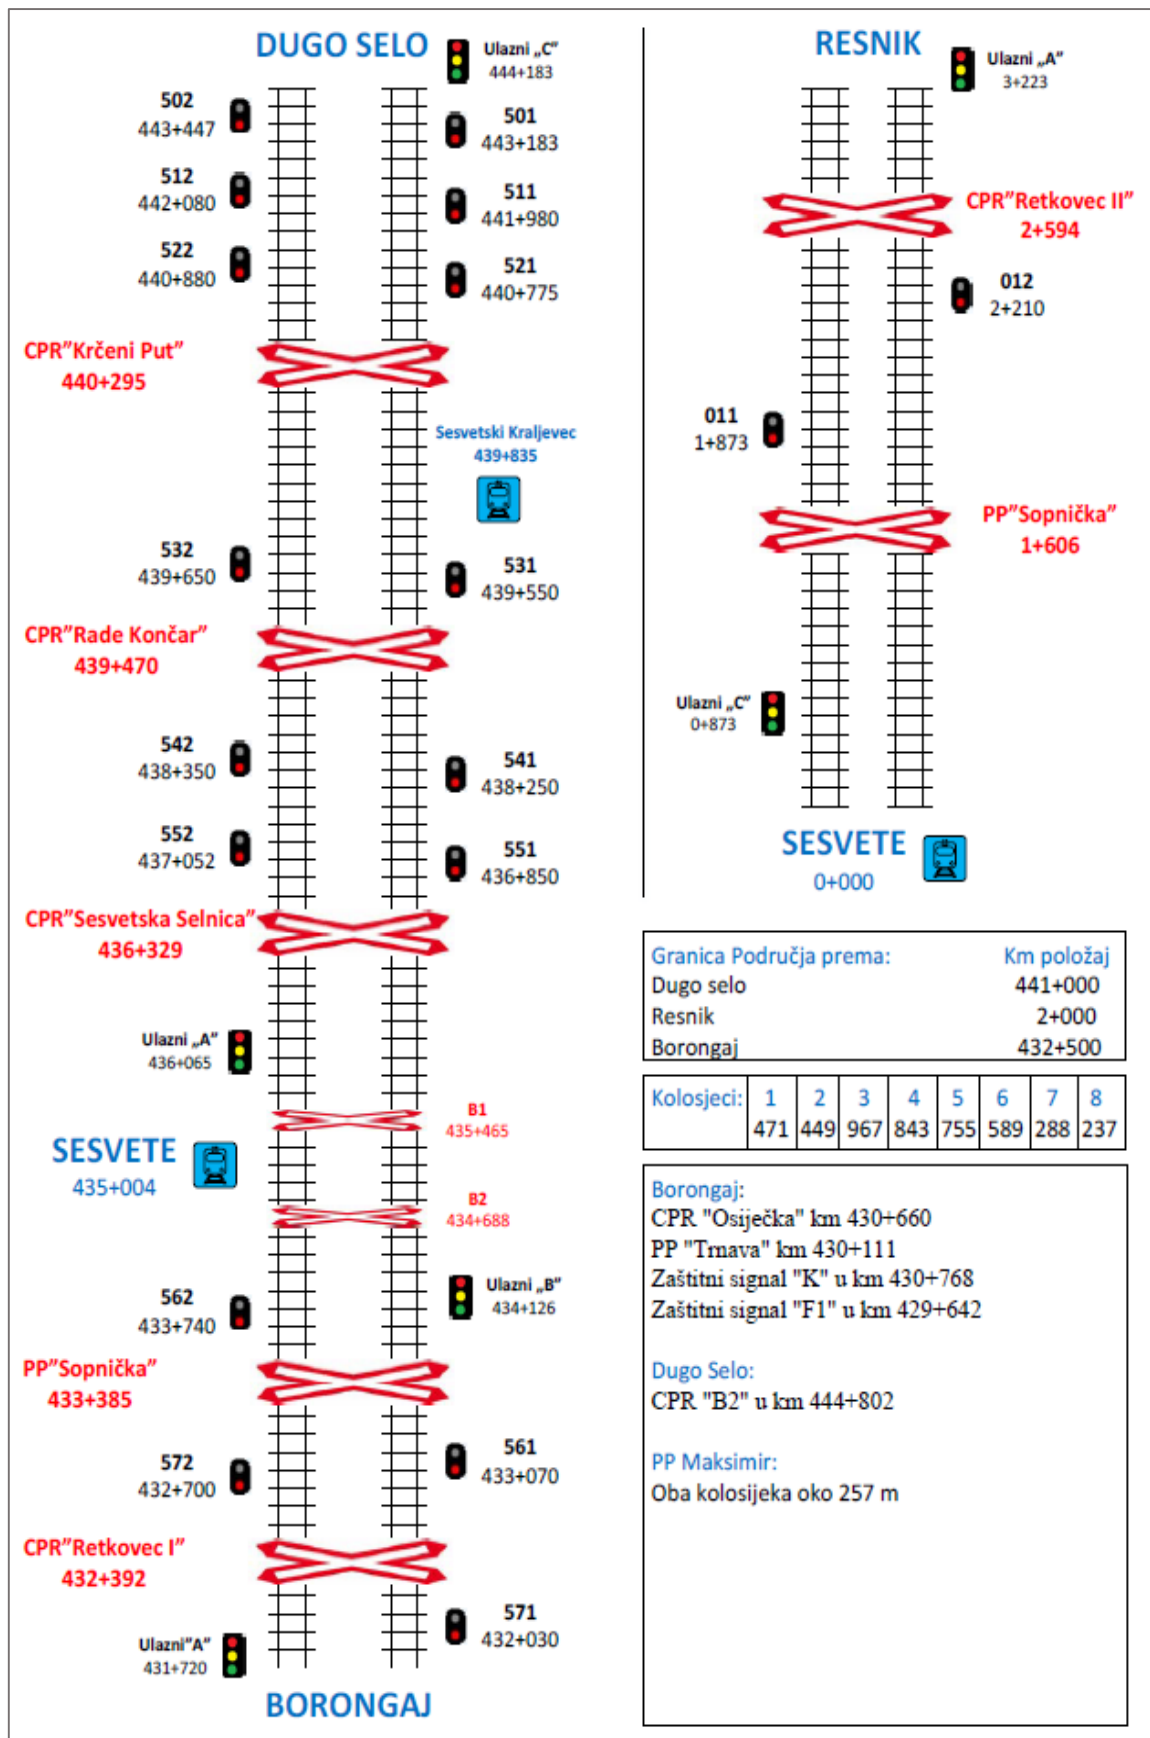 DUGO SELO
Ulazni „C”
444+183
502
443+447
501
443+183
512
442+080
511
441+980
522
440+880
521
440+775
CPR”Krčeni Put”
440+295
Sesvetski Kraljevec
439+835
532
439+650
531
439+550
CPR”Rade Končar”
439+470
542
438+350
541
438+250
552
437+052
551
436+850
CPR”Sesvetska Selnica”
436+329
Ulazni „A”
436+065
B1
435+465
SESVETE
435+004
B2
434+688
Ulazni „B”
434+126
562
433+740
PP”Sopnička”
433+385
561
433+070
572
432+700
CPR”Retkovec I”
432+392
571
432+030
Ulazni”A”
431+720
BORONGAJ
RESNIK
Ulazni „A”
3+223
CPR”Retkovec II”
2+594
012
2+210
011
1+873
PP”Sopnička”
1+606
Ulazni „C”
0+873
SESVETE
0+000
Granica Područja prema: Km položaj
Dugo selo 441+000
Resnik 2+000
Borongaj 432+500
Kolosjeci: 1 2 3 4 5 6 7 8
471 449 967 843 755 589 288 237
Borongaj:
CPR "Osiječka" km 430+660
PP "Trnava" km 430+111
Zaštitni signal "K" u km 430+768
Zaštitni signal "F1" u km 429+642
Dugo Selo:
CPR "B2" u km 444+802
PP Maksimir:
Oba kolosijeka oko 257 m